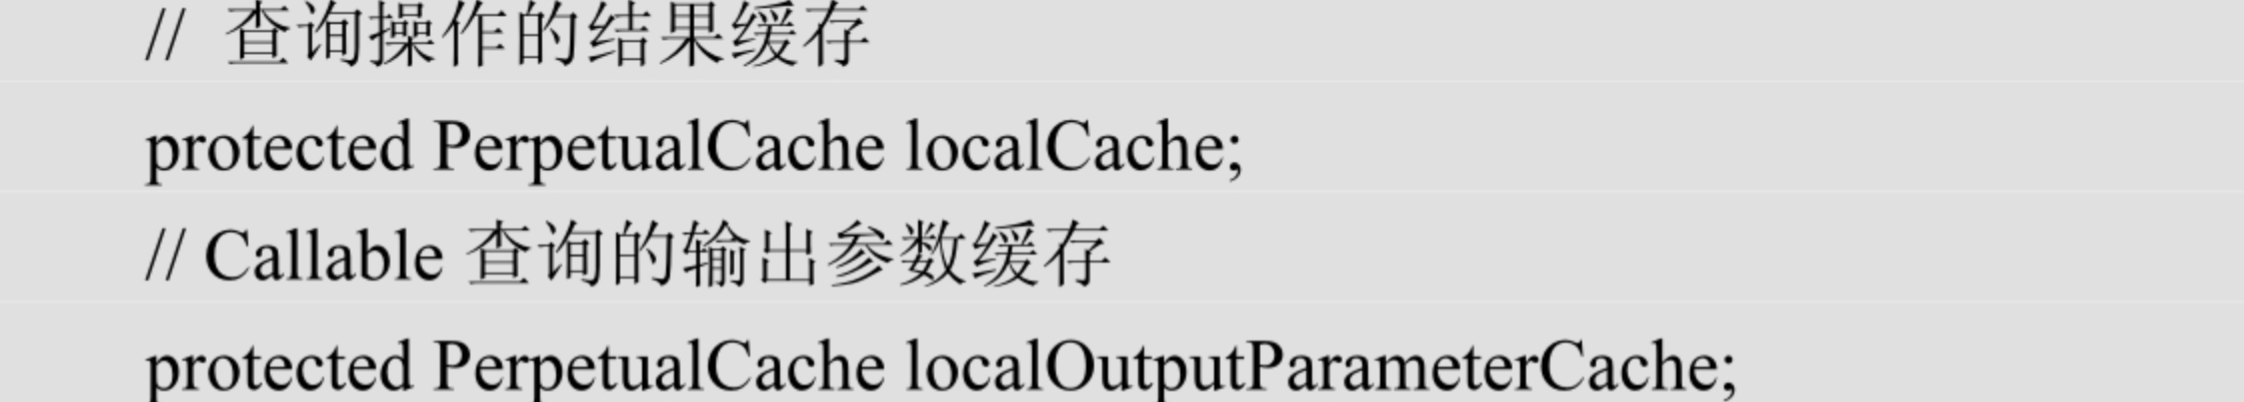 // 查询操作的结果缓存
protected PerpetualCache localCache;
// Callable 查询的输出参数缓存
protected PerpetualCache localOutputParameterCache;